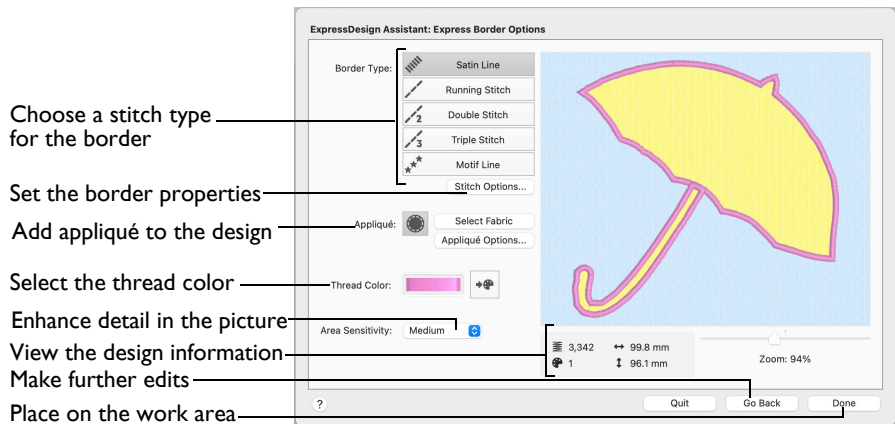 ExpressDesign Assistant: Express Border Options
Border Type:
Satin Line
Running Stitch
2 Double Stitch
3 Triple Stitch
Motif Line
Stitch Options...
Appliqué:
Select Fabric
Appliqué Options...
Thread Color:
Area Sensitivity:
Medium
3,342
99.8 mm
1
96.1 mm
Zoom: 94%
?
Quit
Go Back
Done
Choose a stitch type
for the border
Set the border properties
Add appliqué to the design
Select the thread color
Enhance detail in the picture
View the design information
Make further edits
Place on the work area